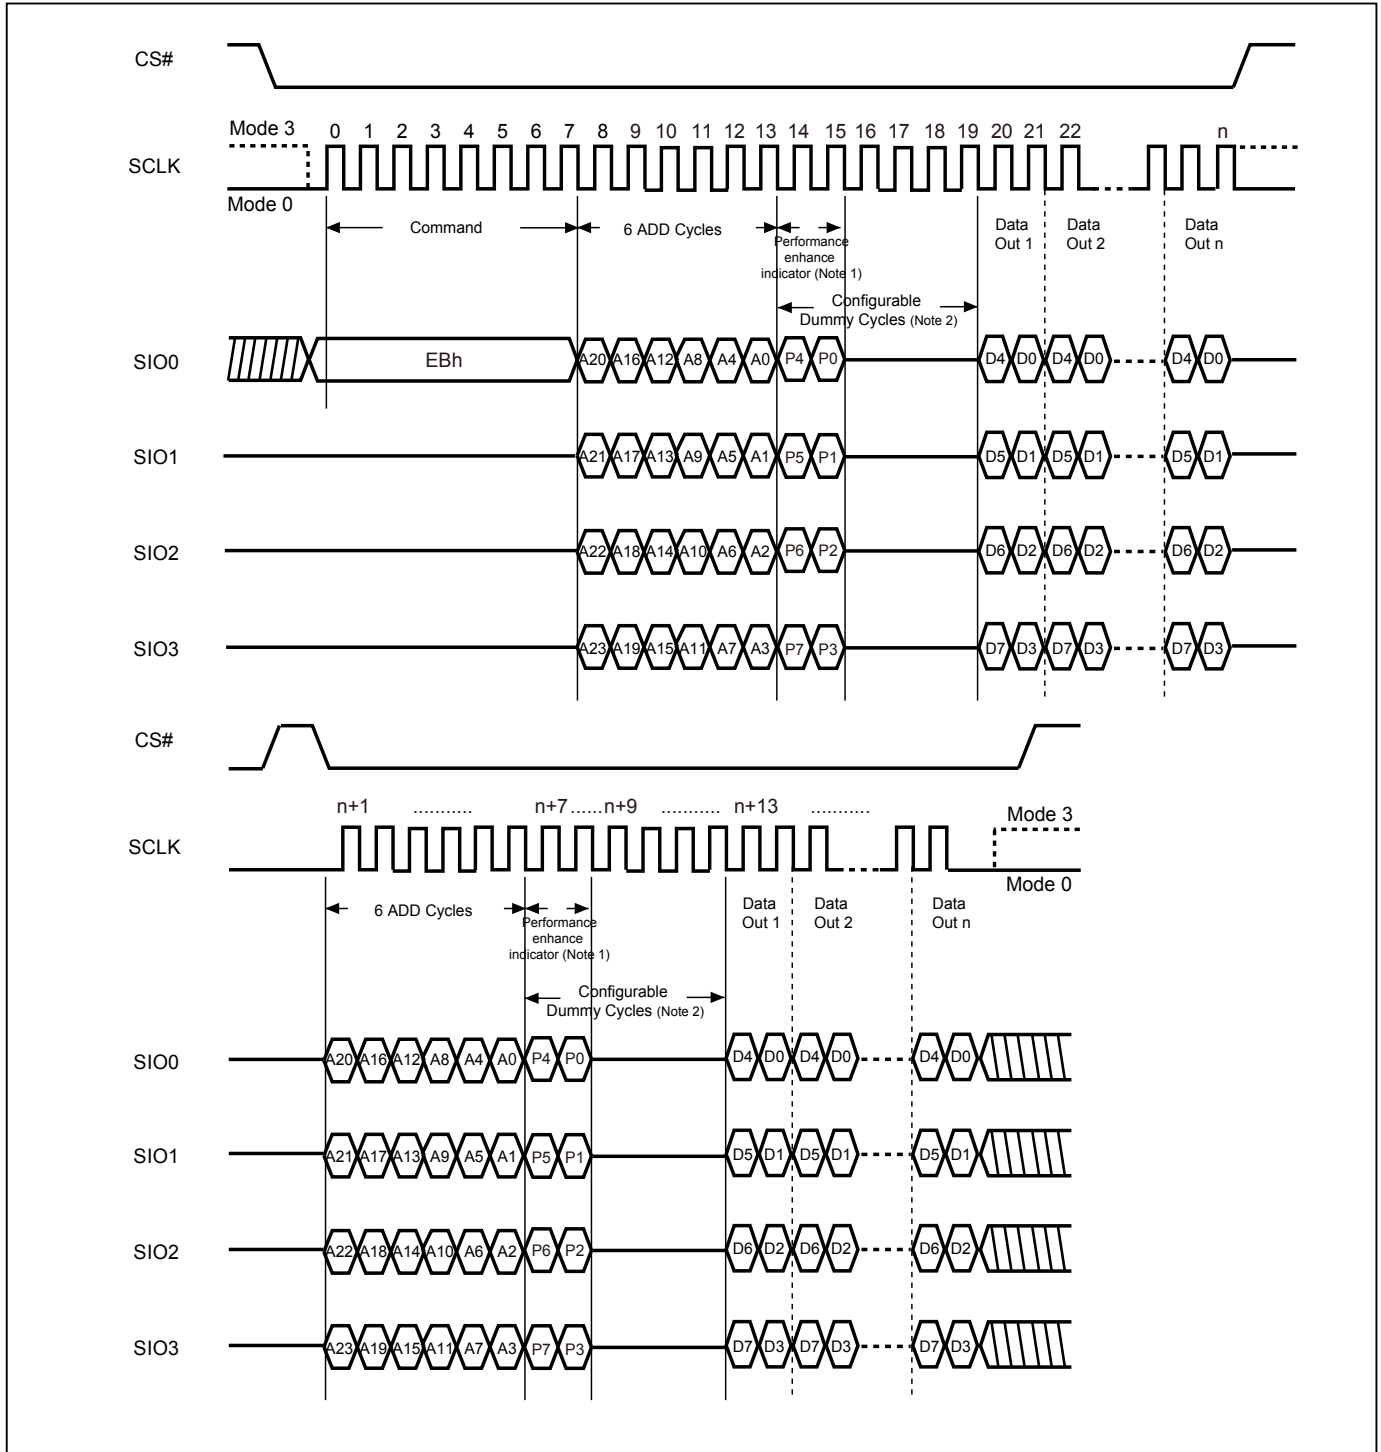 CS#
Mode 3
0 1 2 3 4 5 6 7 8 9 10 11 12 13 14 15 16 17 18 19 20 21 22 n
SCLK
Mode 0
Command
6 ADD Cycles
Performance
enhance
indicator (Note 1)
Data
Out 1
Data
Out 2
Data
Out n
Configurable
Dummy Cycles (Note 2)
SIO0 EBh A20 A16 A12 A8 A4 A0 P4 P0 D4 D0 D4 D0 D4 D0
SIO1 A21 A17 A13 A9 A5 A1 P5 P1 D5 D1 D5 D1 D5 D1
SIO2 A22 A18 A14 A10 A6 A2 P6 P2 D6 D2 D6 D2 D6 D2
SIO3 A23 A19 A15 A11 A7 A3 P7 P3 D7 D3 D7 D3 D7 D3
CS#
n+1 ........... n+7 ...... n+9 ........... n+13 ...........
Mode 3
SCLK
Mode 0
6 ADD Cycles
Performance
enhance
indicator (Note 1)
Data
Out 1
Data
Out 2
Data
Out n
Configurable
Dummy Cycles (Note 2)
SIO0 A20 A16 A12 A8 A4 A0 P4 P0 D4 D0 D4 D0 D4 D0
SIO1 A21 A17 A13 A9 A5 A1 P5 P1 D5 D1 D5 D1 D5 D1
SIO2 A22 A18 A14 A10 A6 A2 P6 P2 D6 D2 D6 D2 D6 D2
SIO3 A23 A19 A15 A11 A7 A3 P7 P3 D7 D3 D7 D3 D7 D3